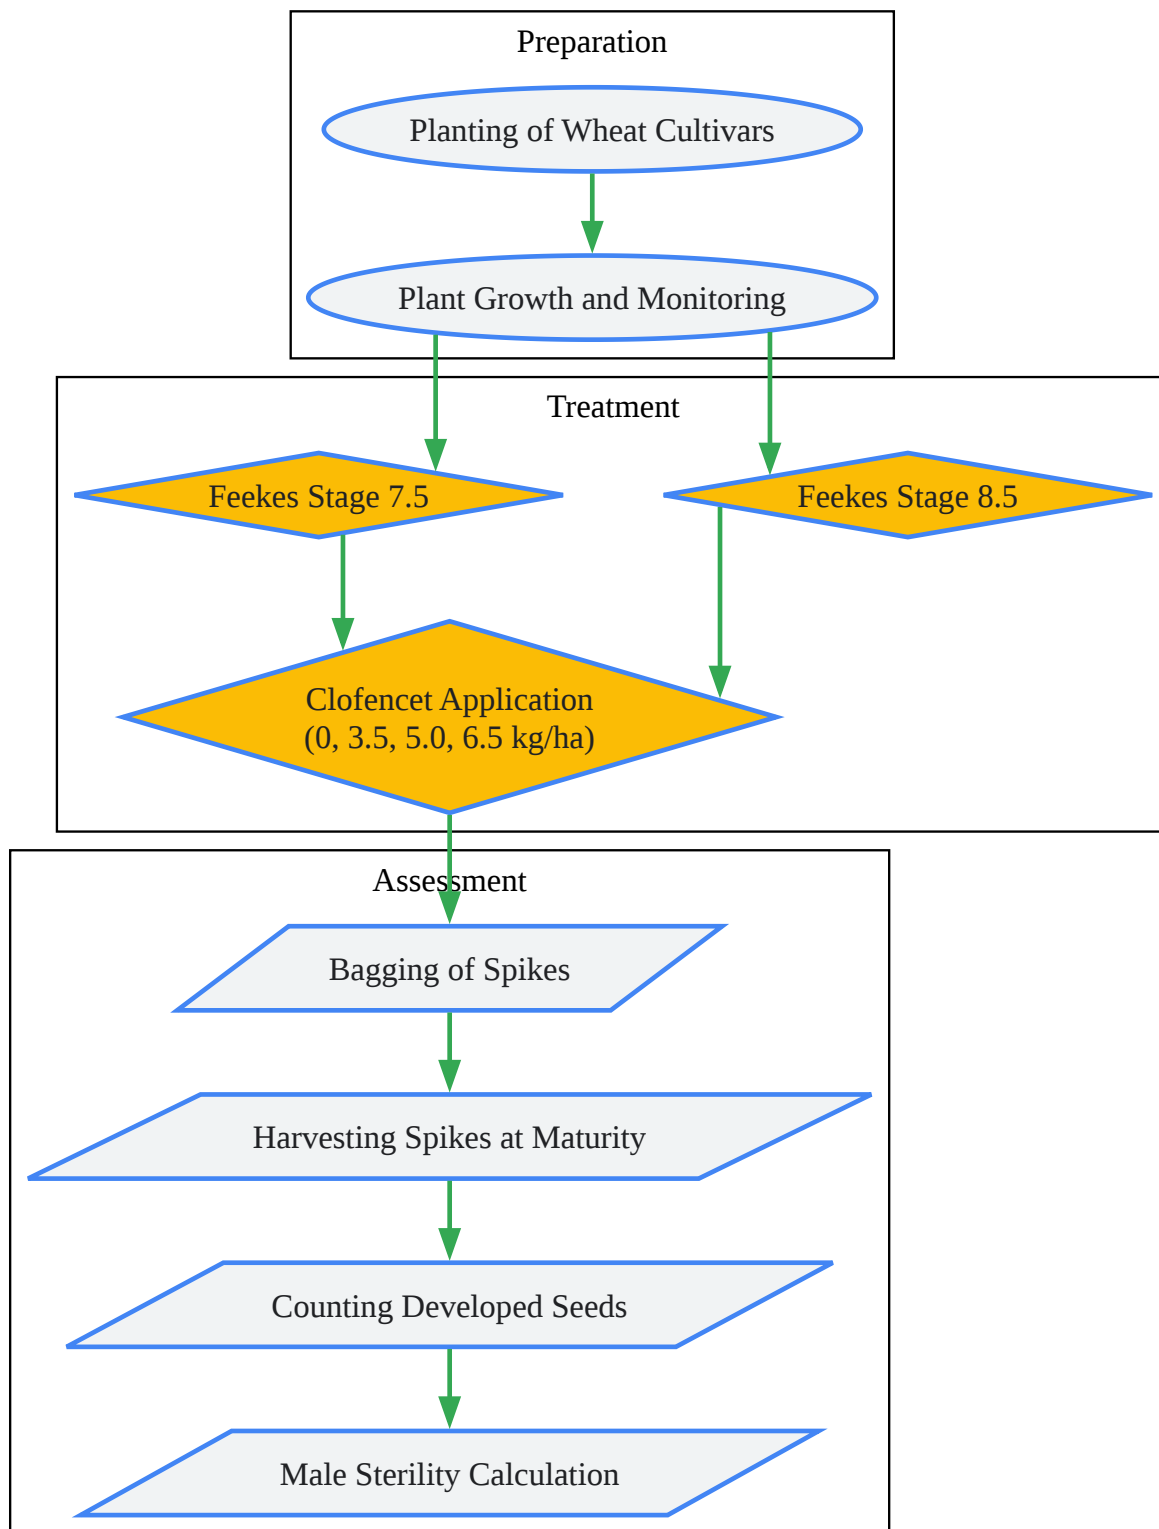 Preparation
Planting of Wheat Cultivars
Plant Growth and Monitoring
Treatment
Feekes Stage 7.5
Feekes Stage 8.5
Clofencet Application
(0, 3.5, 5.0, 6.5 kg/ha)
Assessment
Bagging of Spikes
Harvesting Spikes at Maturity
Counting Developed Seeds
Male Sterility Calculation